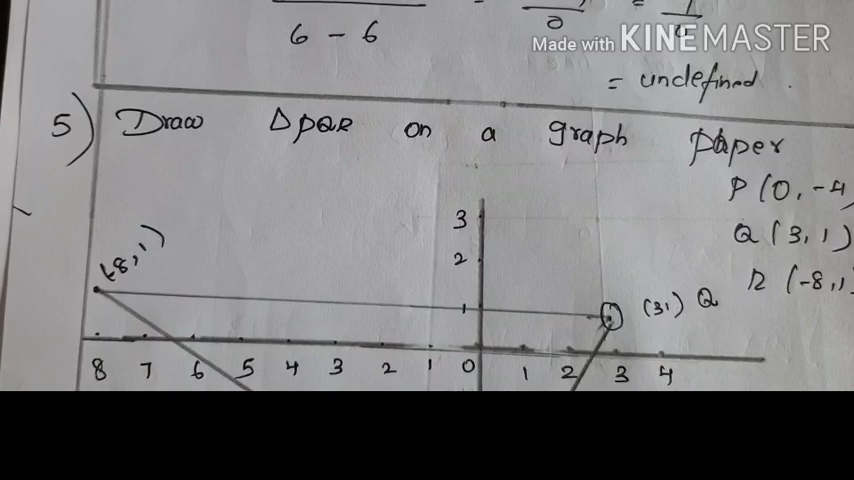 6 - 6
0
Made with KINEMASTER
= undefined.
5) Draw ΔPQR on a graph paper
P (0, -4)
Q (3, 1)
R (-8, 1
3
2
1
(-8, 1)
(3,1) Q
8 7 6 5 4 3 2 1 0 1 2 3 4